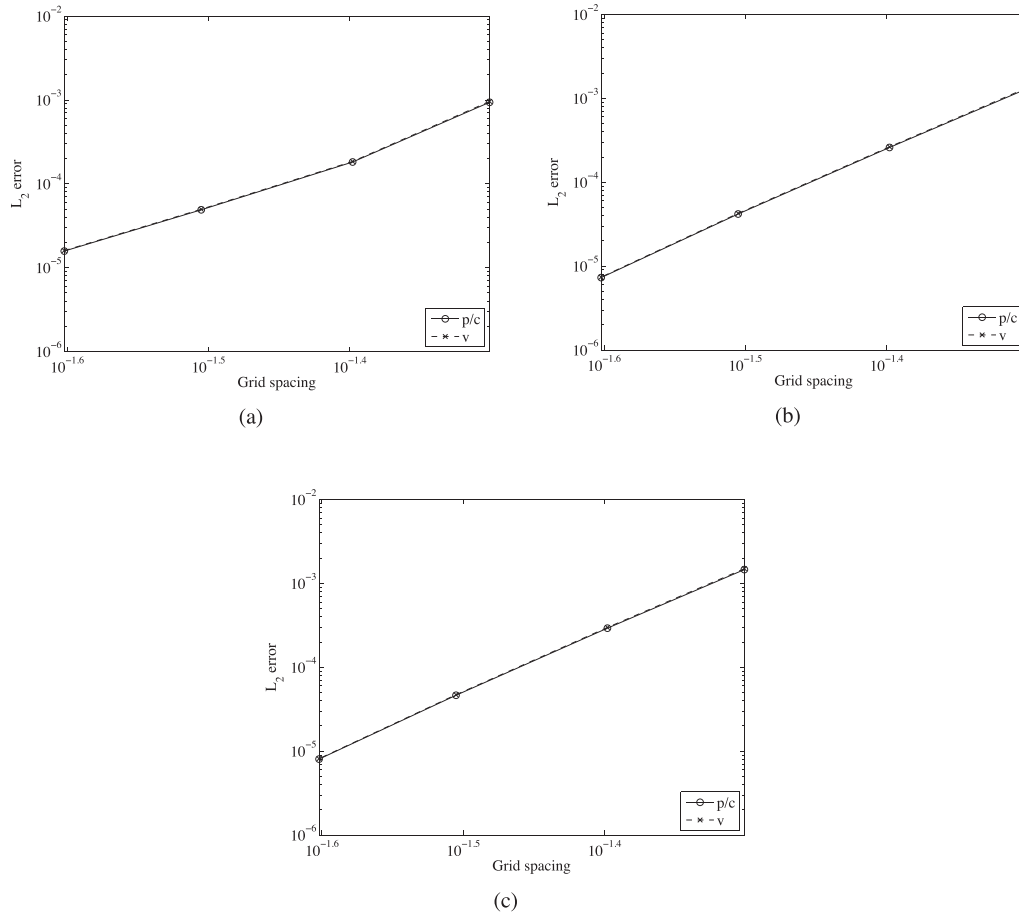 10⁻²
10⁻³
10⁻⁴
10⁻⁵
10⁻⁶
L₂ error
10⁻¹·⁶ 10⁻¹·⁵ 10⁻¹·⁴
Grid spacing
p/c
v
(a)
10⁻²
10⁻³
10⁻⁴
10⁻⁵
10⁻⁶
L₂ error
10⁻¹·⁶ 10⁻¹·⁵ 10⁻¹·⁴
Grid spacing
p/c
v
(b)
10⁻²
10⁻³
10⁻⁴
10⁻⁵
10⁻⁶
L₂ error
10⁻¹·⁶ 10⁻¹·⁵ 10⁻¹·⁴
Grid spacing
p/c
v
(c)